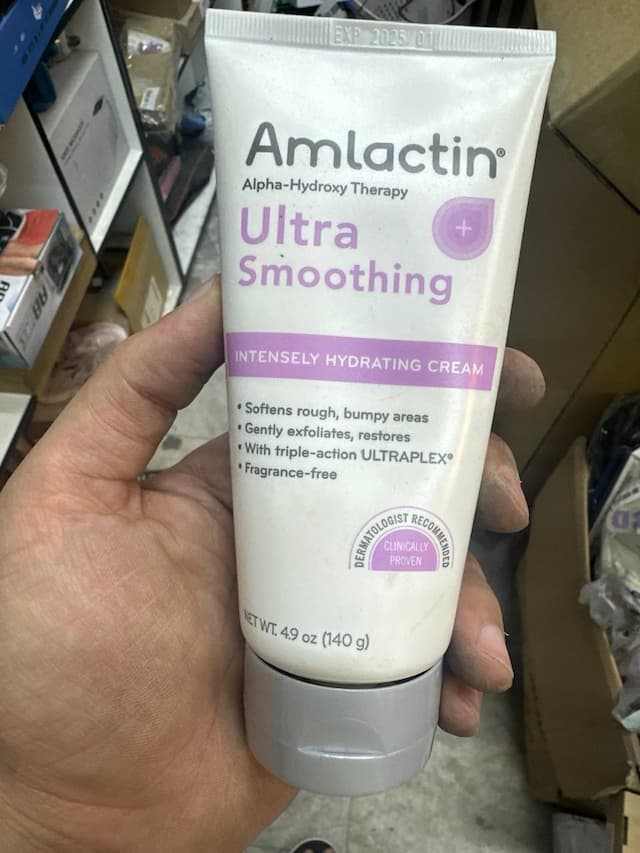 EXP 2025/01
Amlactin®
Alpha-Hydroxy Therapy
Ultra
Smoothing
INTENSELY HYDRATING CREAM
• Softens rough, bumpy areas
• Gently exfoliates, restores
• With triple-action ULTRAPLEX®
• Fragrance-free
DERMATOLOGIST RECOMMENDED
CLINICALLY
PROVEN
NET WT. 4.9 oz (140 g)